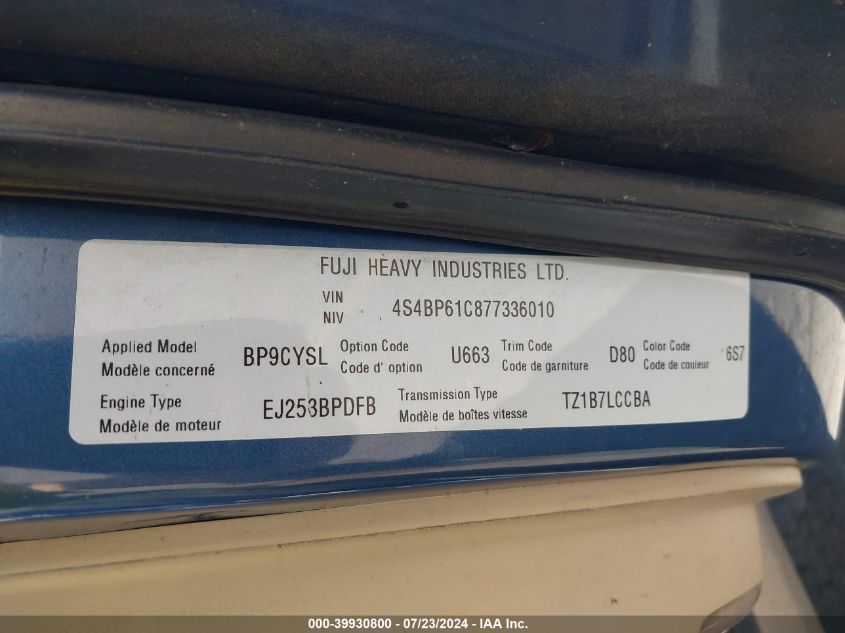 FUJI HEAVY INDUSTRIES LTD.
VIN
NIV
4S4BP61C877336010
Applied Model
Modèle concerné
BP9CYSL
Option Code
Code d' option
U663
Trim Code
Code de garniture
D80
Color Code
Code de couleur
6S7
Engine Type
Modèle de moteur
EJ253BPDFB
Transmission Type
Modèle de boîtes vitesse
TZ1B7LCCBA
000-39930800 - 07/23/2024 - IAA Inc.